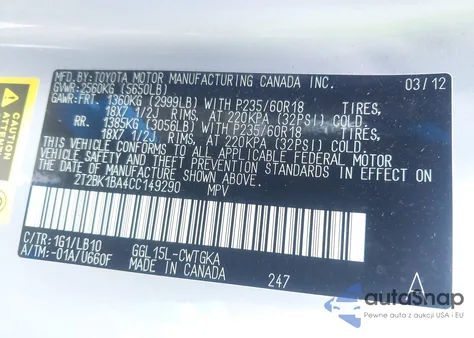 MFD.BY:TOYOTA MOTOR MANUFACTURING CANADA INC. 03/12
GVWR:2560KG (5650LB)
GAWR:FRT. 1360KG (2999LB) WITH P235/60R18 TIRES,
18X7 1/2J RIMS, AT 220KPA (32PSI) COLD.
RR. 1385KG (3056LB) WITH P235/60R18 TIRES,
18X7 1/2J RIMS, AT 220KPA (32PSI) COLD.
THIS VEHICLE CONFORMS TO ALL APPLICABLE FEDERAL MOTOR
VEHICLE SAFETY AND THEFT PREVENTION STANDARDS IN EFFECT ON
THE DATE OF MANUFACTURE SHOWN ABOVE.
2T2BK1BA4CC149290 MPV
C/TR: 1G1/LB10 GGL15L-CWTGKA
A/TM: -01A/U660F MADE IN CANADA 247
A
autoSnap
Pewne auta z aukcji USA i EU